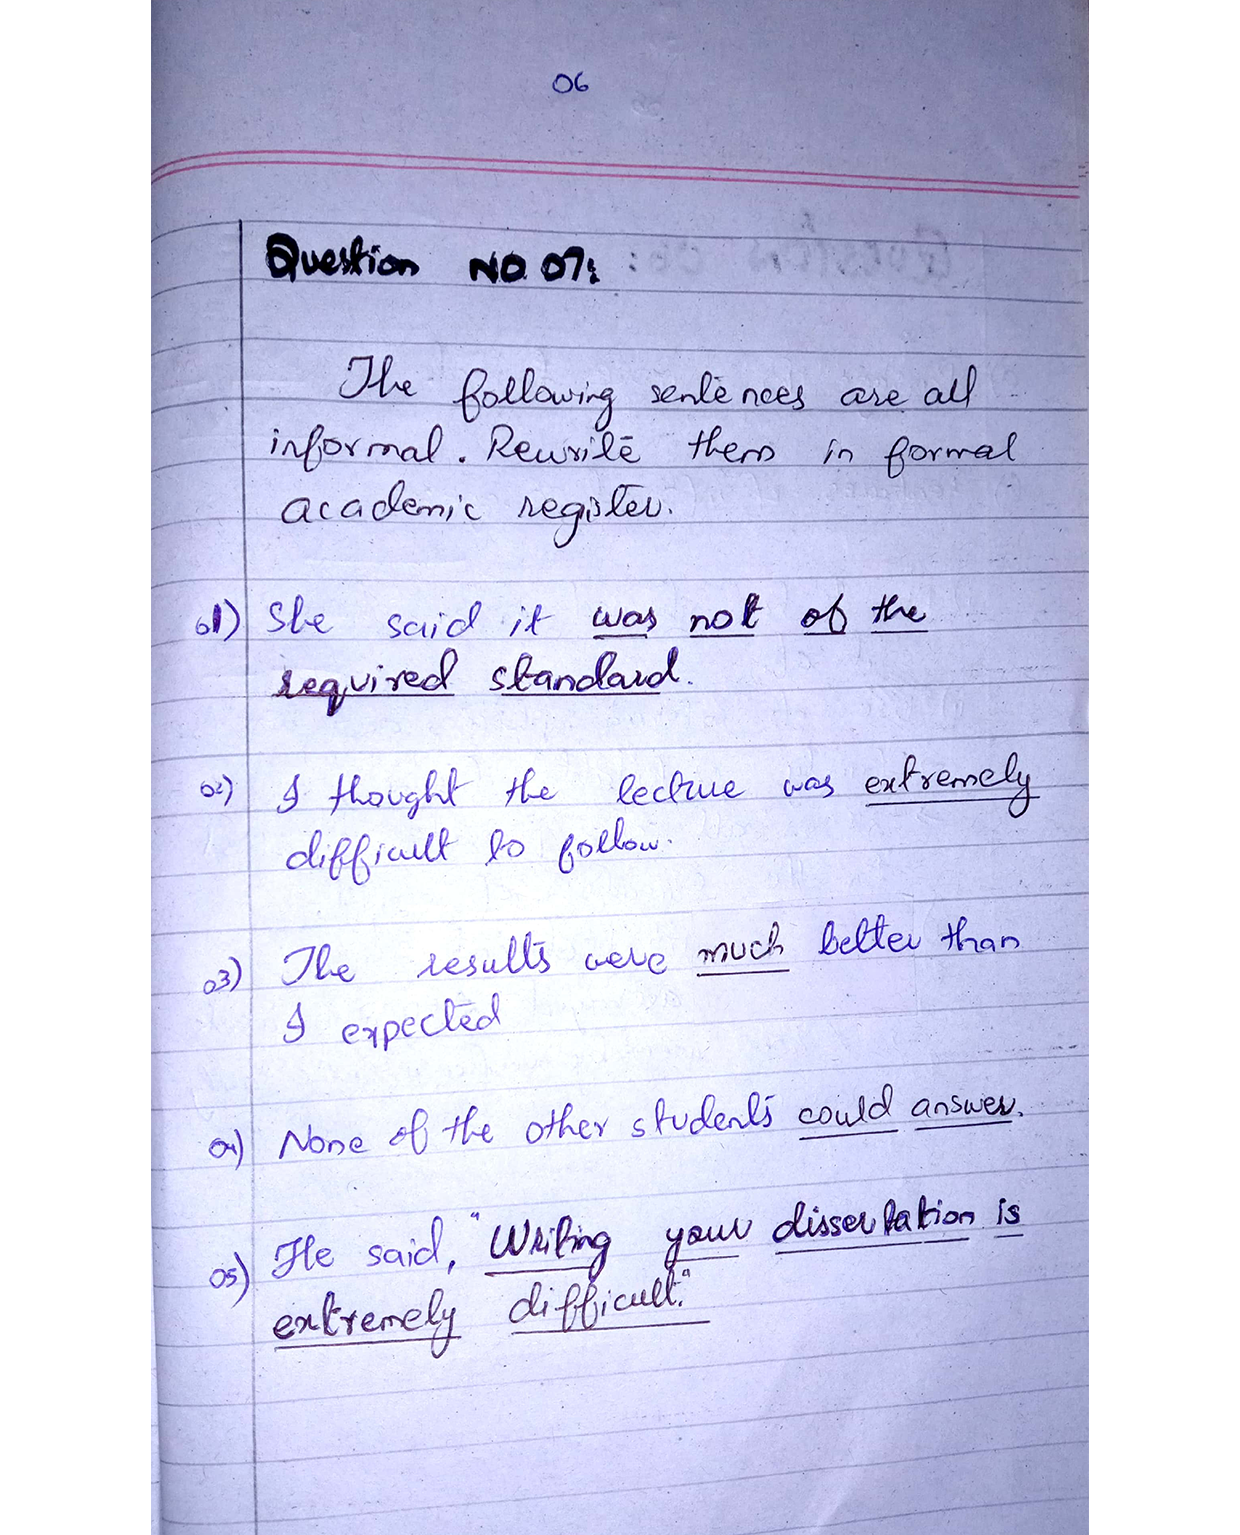 06
Question NO 07:
The following sentences are all
informal. Rewrite them in formal
academic register.
01) She said it was not of the
required standard.
02) I thought the lecture was extremely
difficult to follow.
03) The results were much better than
I expected
04) None of the other students could answer.
05) He said, "Writing your dissertation is
extremely difficult."